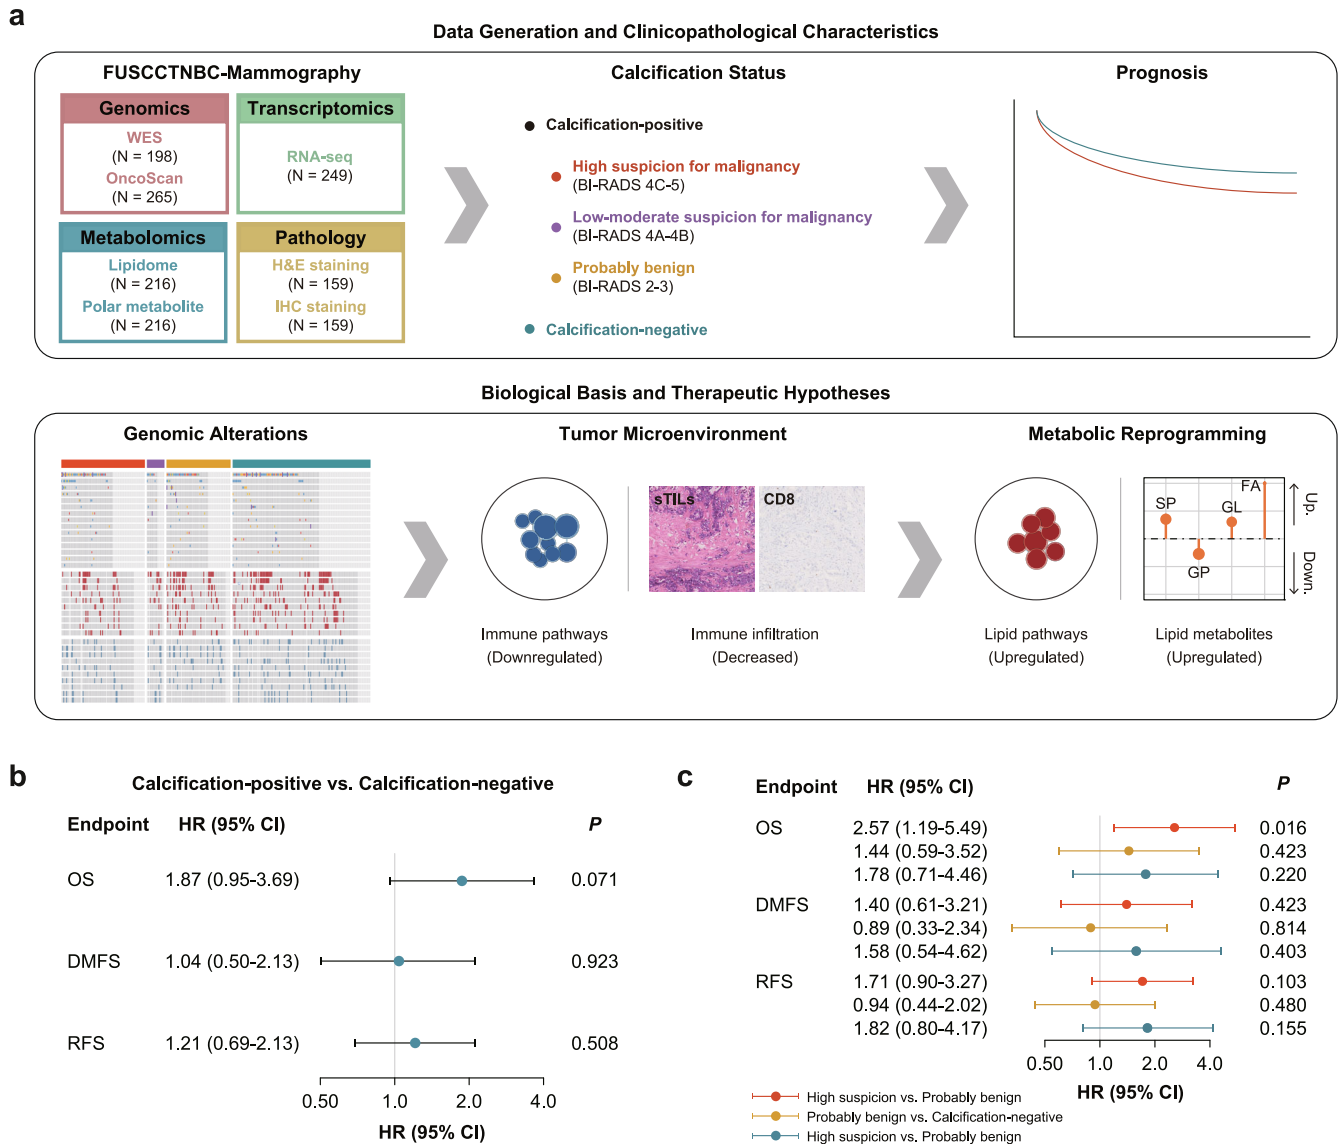 a
Data Generation and Clinicopathological Characteristics
FUSCCTNBC-Mammography
Calcification Status
Prognosis
Genomics
WES
(N = 198)
OncoScan
(N = 265)
Transcriptomics
RNA-seq
(N = 249)
Metabolomics
Lipidome
(N = 216)
Polar metabolite
(N = 216)
Pathology
H&E staining
(N = 159)
IHC staining
(N = 159)
Calcification-positive
High suspicion for malignancy
(BI-RADS 4C-5)
Low-moderate suspicion for malignancy
(BI-RADS 4A-4B)
Probably benign
(BI-RADS 2-3)
Calcification-negative
Biological Basis and Therapeutic Hypotheses
Genomic Alterations
Tumor Microenvironment
Metabolic Reprogramming
sTILs
CD8
SP
GP
GL
FA
Up.
Down.
Immune pathways
(Downregulated)
Immune infiltration
(Decreased)
Lipid pathways
(Upregulated)
Lipid metabolites
(Upregulated)
b
Calcification-positive vs. Calcification-negative
Endpoint HR (95% CI) P
OS 1.87 (0.95-3.69) 0.071
DMFS 1.04 (0.50-2.13) 0.923
RFS 1.21 (0.69-2.13) 0.508
0.50 1.0 2.0 4.0
HR (95% CI)
c
Endpoint HR (95% CI) P
OS 2.57 (1.19-5.49) 0.016
1.44 (0.59-3.52) 0.423
1.78 (0.71-4.46) 0.220
DMFS 1.40 (0.61-3.21) 0.423
0.89 (0.33-2.34) 0.814
1.58 (0.54-4.62) 0.403
RFS 1.71 (0.90-3.27) 0.103
0.94 (0.44-2.02) 0.480
1.82 (0.80-4.17) 0.155
0.50 1.0 2.0 4.0
HR (95% CI)
High suspicion vs. Probably benign
Probably benign vs. Calcification-negative
High suspicion vs. Probably benign